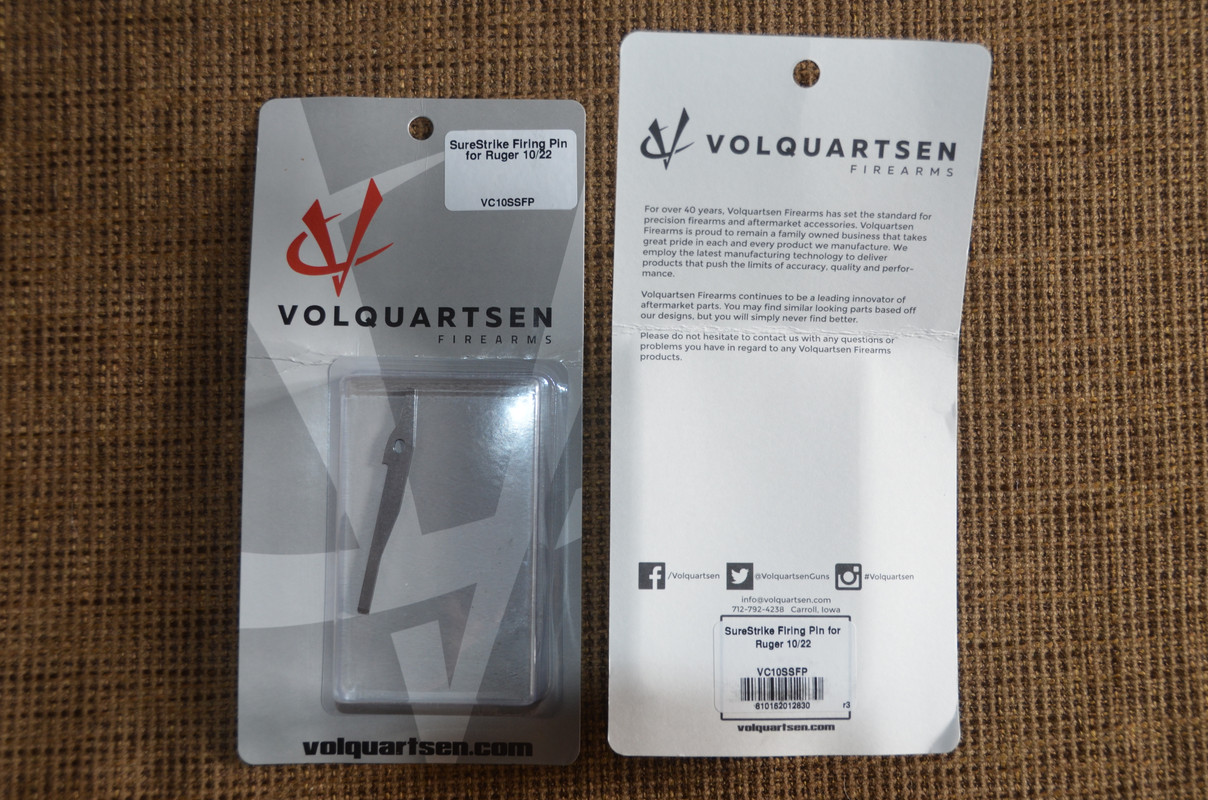 SureStrike Firing Pin
for Ruger 10/22
VC10SSFP
VOLQUARTSEN
FIREARMS
volquartsen.com
VOLQUARTSEN
FIREARMS
For over 40 years, Volquartsen Firearms has set the standard for
precision firearms and aftermarket accessories. Volquartsen
Firearms is proud to remain a family owned business that takes
great pride in each and every product we manufacture. We
employ the latest manufacturing technology to deliver
products that push the limits of accuracy, quality and perfor-
mance.
Volquartsen Firearms continues to be a leading innovator of
aftermarket parts. You may find similar looking parts based off
our designs, but you will simply never find better.
Please do not hesitate to contact us with any questions or
problems you have in regard to any Volquartsen Firearms
products.
/Volquartsen @VolquartsenGuns #Volquartsen
info@volquartsen.com
712-792-4238 Carroll, Iowa
SureStrike Firing Pin for
Ruger 10/22
VC10SSFP
810162012830 r3
volquartsen.com